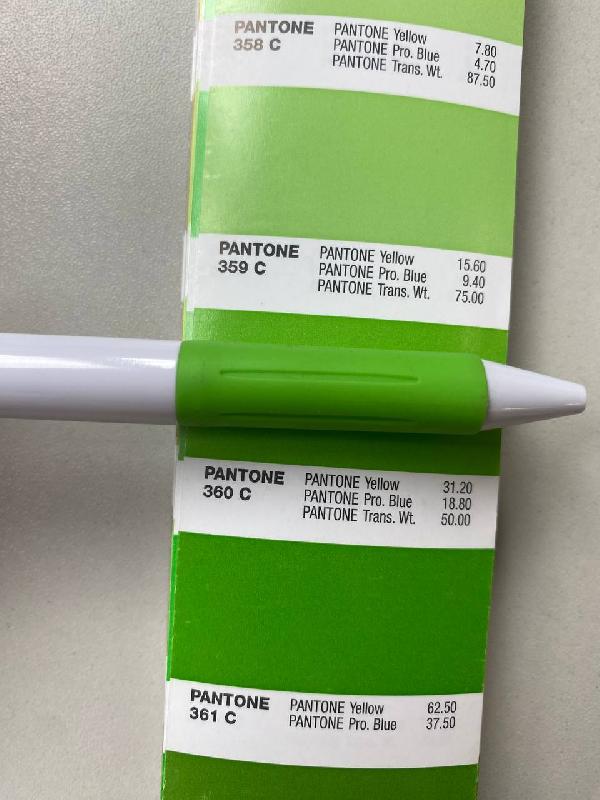 PANTONE 358 C
PANTONE Yellow 7.80
PANTONE Pro. Blue 4.70
PANTONE Trans. Wt. 87.50
PANTONE 359 C
PANTONE Yellow 15.60
PANTONE Pro. Blue 9.40
PANTONE Trans. Wt. 75.00
PANTONE 360 C
PANTONE Yellow 31.20
PANTONE Pro. Blue 18.80
PANTONE Trans. Wt. 50.00
PANTONE 361 C
PANTONE Yellow 62.50
PANTONE Pro. Blue 37.50